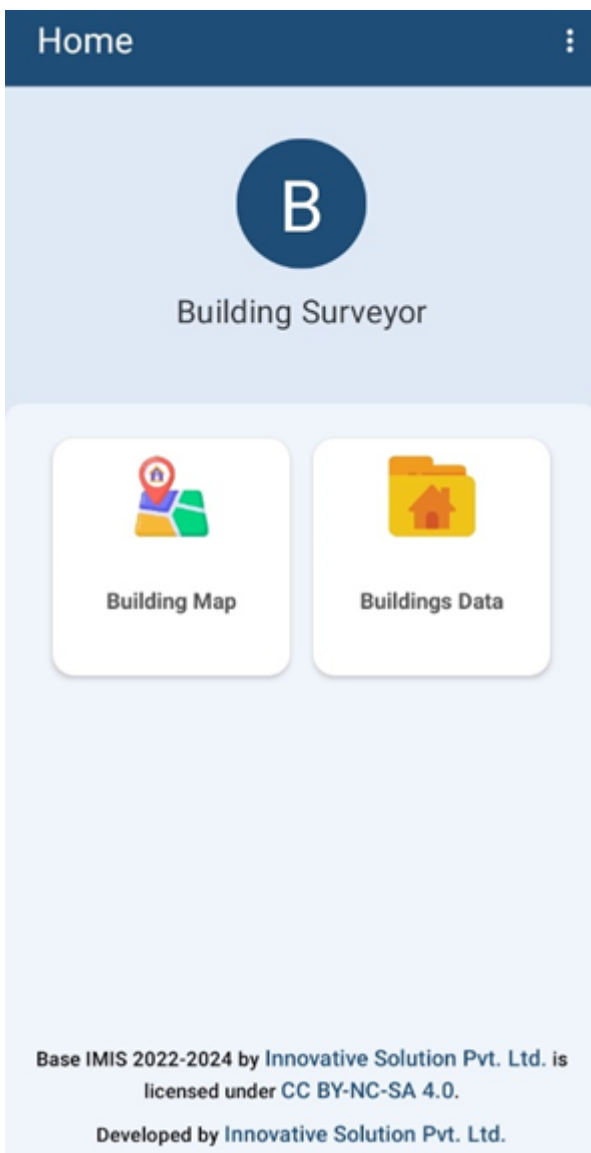 Home
B
Building Surveyor
Building Map
Buildings Data
Base IMIS 2022-2024 by Innovative Solution Pvt. Ltd. is
licensed under CC BY-NC-SA 4.0.
Developed by Innovative Solution Pvt. Ltd.